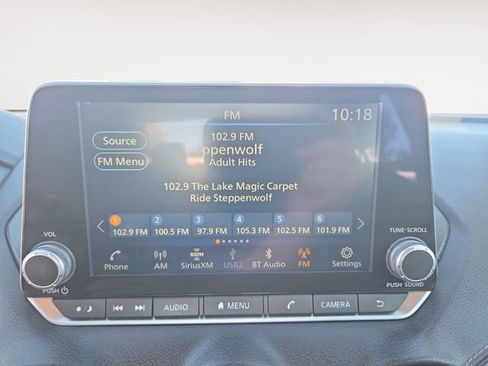 FM 10:18
Source
102.9 FM
ppenwolf
FM Menu
Adult Hits
102.9 The Lake Magic Carpet
Ride Steppenwolf
1 2 3 4 5 6
102.9 FM 100.5 FM 97.9 FM 105.3 FM 102.5 FM 101.9 FM
VOL
TUNE·SCROLL
Phone AM SiriusXM USB2 BT Audio FM Settings
sxm
PUSH
PUSH SOUND
AUDIO MENU CAMERA